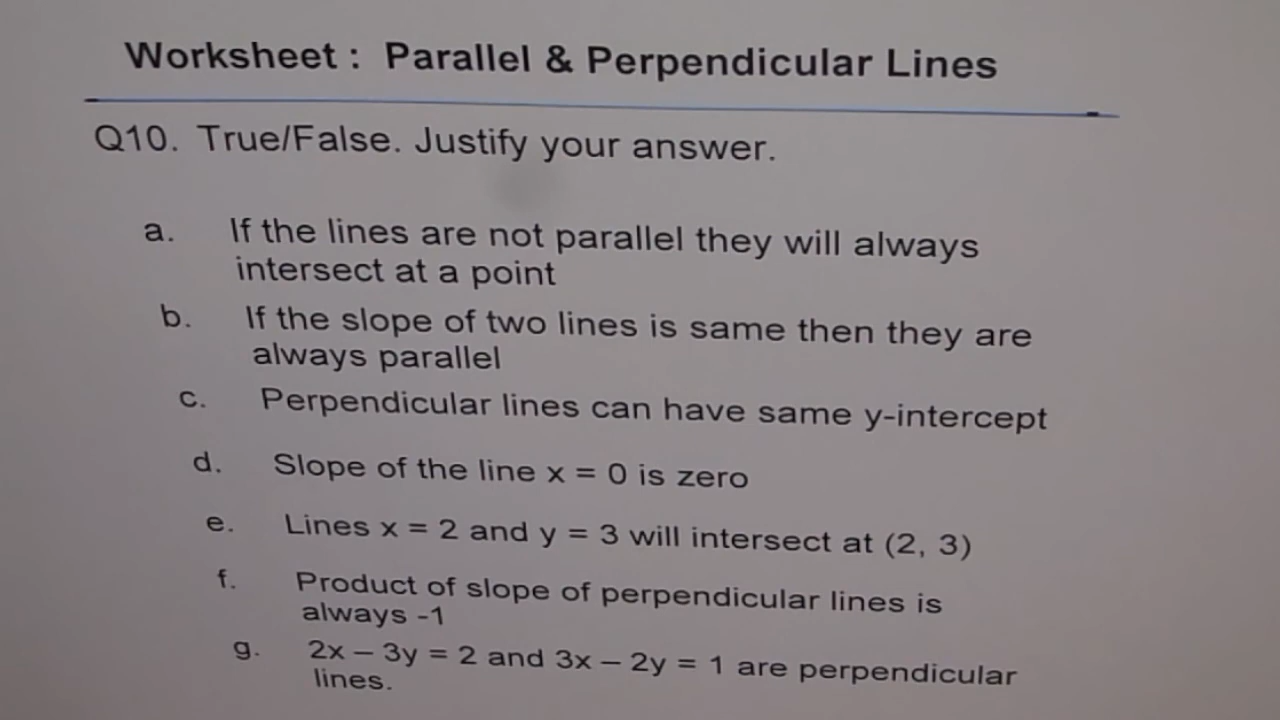 Worksheet : Parallel & Perpendicular Lines
Q10. True/False. Justify your answer.
a. If the lines are not parallel they will always
intersect at a point
b. If the slope of two lines is same then they are
always parallel
c. Perpendicular lines can have same y-intercept
d. Slope of the line x = 0 is zero
e. Lines x = 2 and y = 3 will intersect at (2, 3)
f. Product of slope of perpendicular lines is
always -1
g. 2x – 3y = 2 and 3x – 2y = 1 are perpendicular
lines.